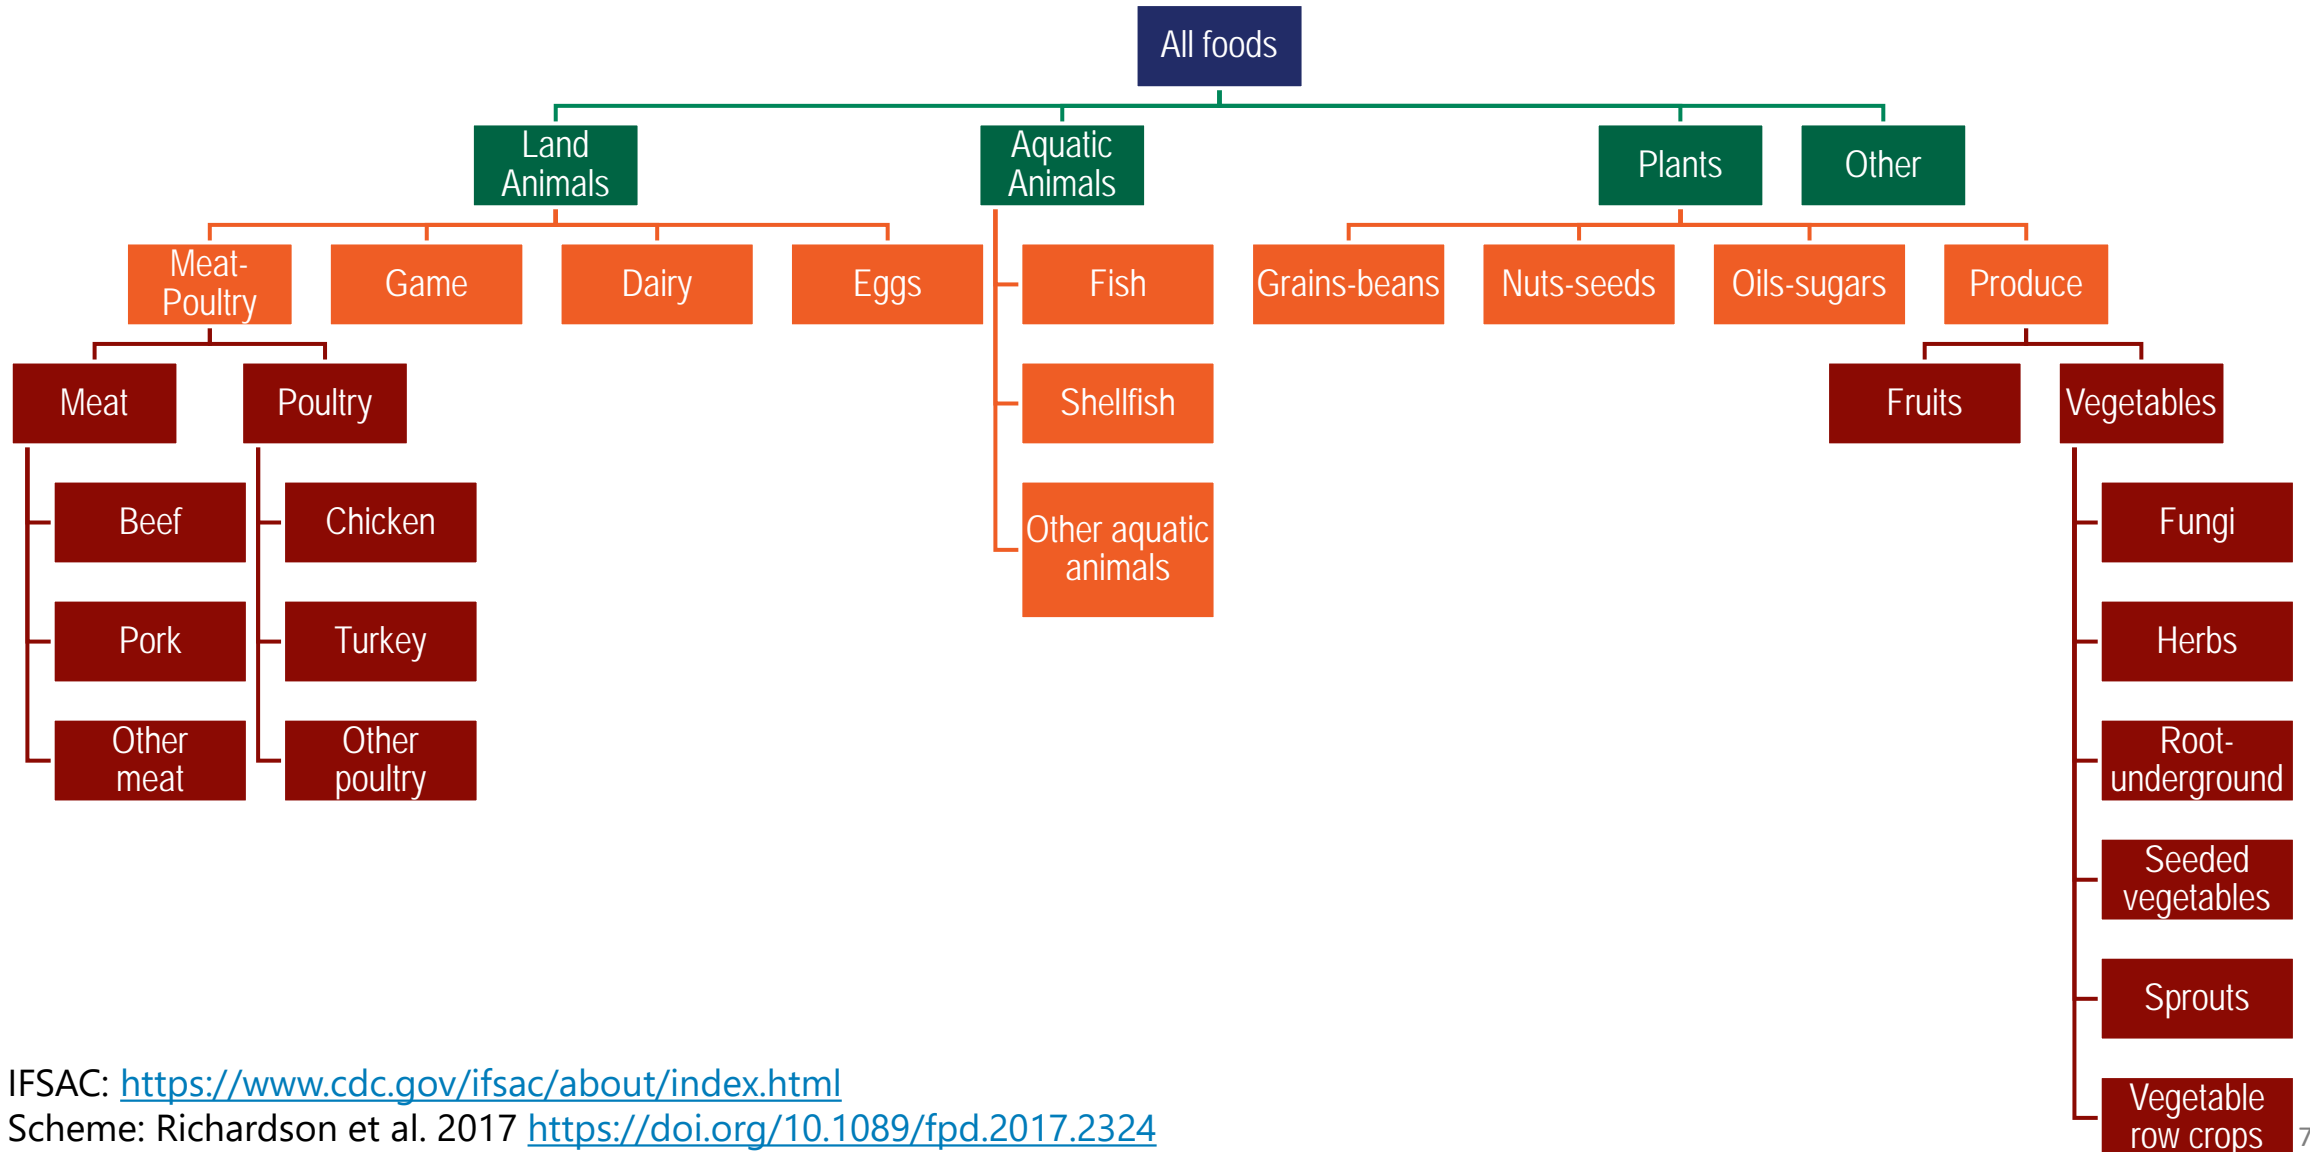 All foods
Land
Animals
Aquatic
Animals
Plants
Other
Meat-
Poultry
Game
Dairy
Eggs
Fish
Grains-beans
Nuts-seeds
Oils-sugars
Produce
Meat
Poultry
Shellfish
Fruits
Vegetables
Beef
Chicken
Other aquatic
animals
Fungi
Pork
Turkey
Herbs
Other
meat
Other
poultry
Root-
underground
Seeded
vegetables
Sprouts
Vegetable
row crops
IFSAC: https://www.cdc.gov/ifsac/about/index.html
Scheme: Richardson et al. 2017 https://doi.org/10.1089/fpd.2017.2324
7